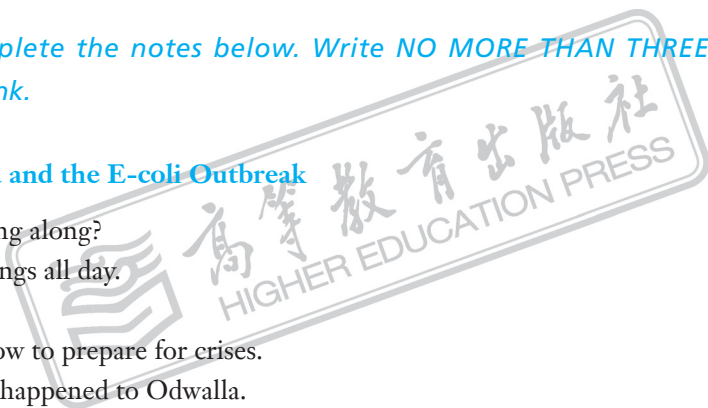 plete the notes below. Write NO MORE THAN THREE
nk.
and the E-coli Outbreak
ng along?
ngs all day.
高等教育出版社
HIGHER EDUCATION PRESS
ow to prepare for crises.
happened to Odwalla.